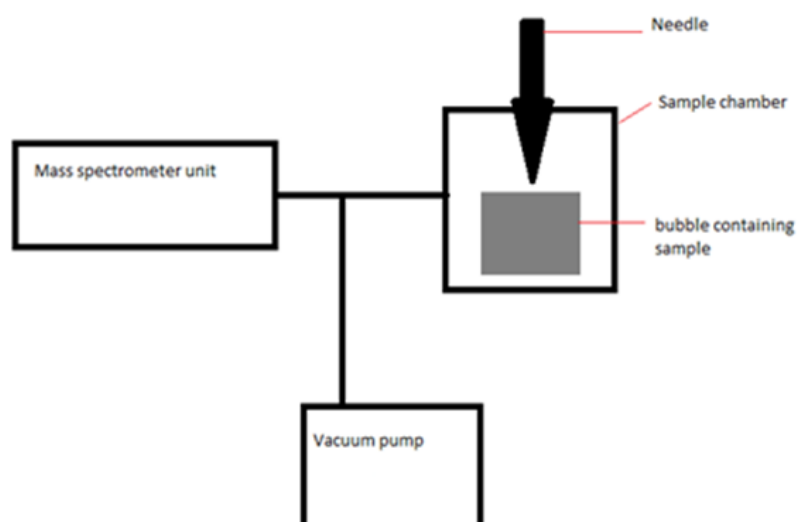 Needle
Sample chamber
Mass spectrometer unit
bubble containing
sample
Vacuum pump